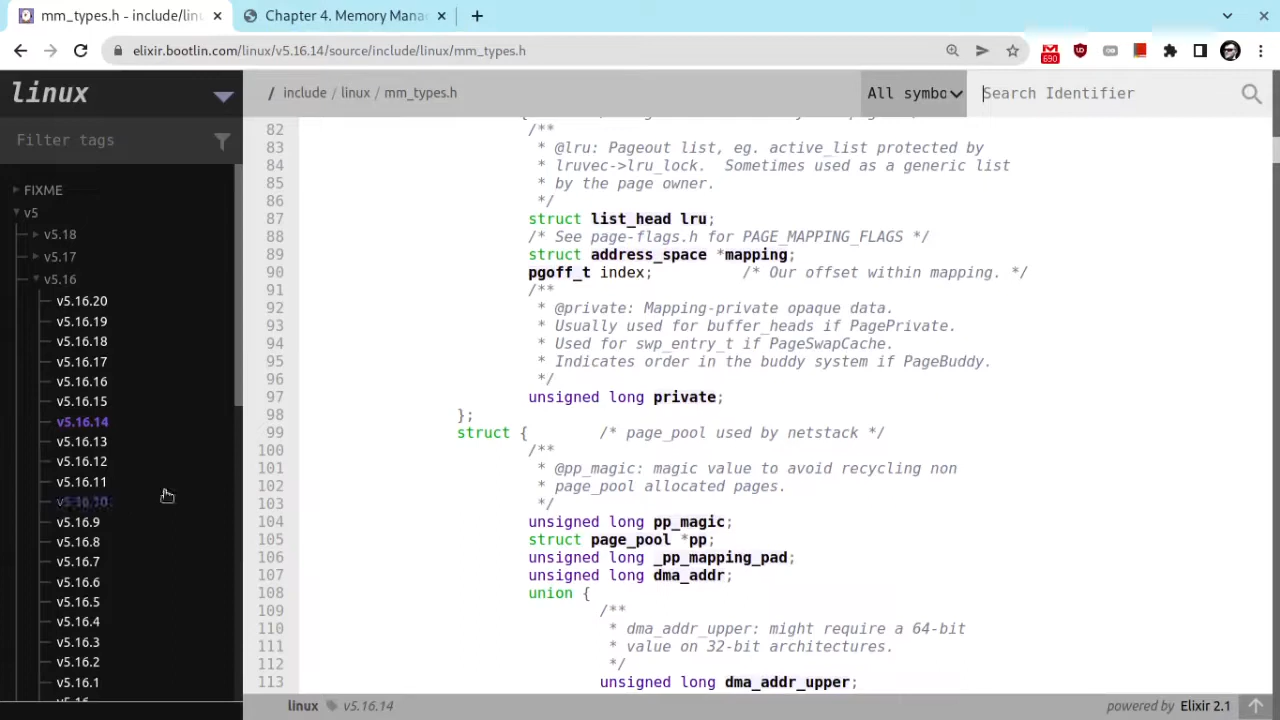 mm_types.h - include/linu
Chapter 4. Memory Mana
elixir.bootlin.com/linux/v5.16.14/source/include/linux/mm_types.h
690
linux
/ include / linux / mm_types.h
All symbo
Search Identifier
Filter tags
FIXME
v5
v5.18
v5.17
v5.16
v5.16.20
v5.16.19
v5.16.18
v5.16.17
v5.16.16
v5.16.15
v5.16.14
v5.16.13
v5.16.12
v5.16.11
v5.16.10
v5.16.9
v5.16.8
v5.16.7
v5.16.6
v5.16.5
v5.16.4
v5.16.3
v5.16.2
v5.16.1
82 /**
83 * @lru: Pageout list, eg. active_list protected by
84 * lruvec->lru_lock. Sometimes used as a generic list
85 * by the page owner.
86 */
87 struct list_head lru;
88 /* See page-flags.h for PAGE_MAPPING_FLAGS */
89 struct address_space *mapping;
90 pgoff_t index; /* Our offset within mapping. */
91 /**
92 * @private: Mapping-private opaque data.
93 * Usually used for buffer_heads if PagePrivate.
94 * Used for swp_entry_t if PageSwapCache.
95 * Indicates order in the buddy system if PageBuddy.
96 */
97 unsigned long private;
98 };
99 struct { /* page_pool used by netstack */
100 /**
101 * @pp_magic: magic value to avoid recycling non
102 * page_pool allocated pages.
103 */
104 unsigned long pp_magic;
105 struct page_pool *pp;
106 unsigned long _pp_mapping_pad;
107 unsigned long dma_addr;
108 union {
109 /**
110 * dma_addr_upper: might require a 64-bit
111 * value on 32-bit architectures.
112 */
113 unsigned long dma_addr_upper;
linux v5.16.14
powered by Elixir 2.1